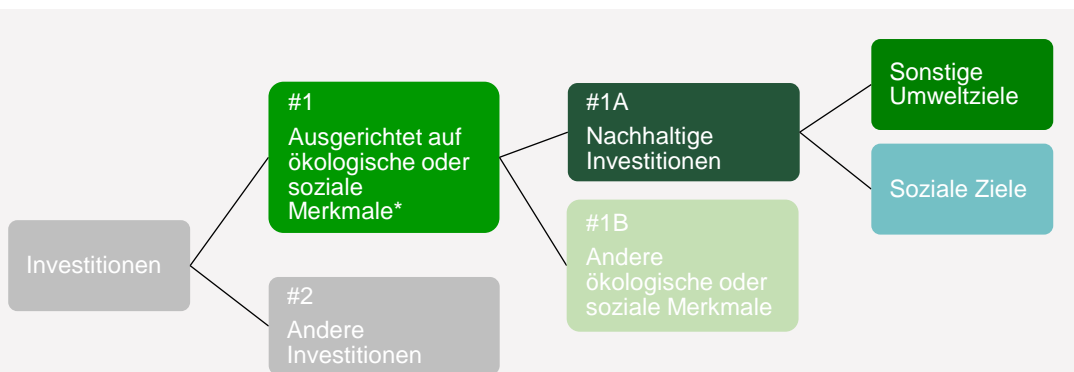 Investitionen
#1
Ausgerichtet auf
ökologische oder
soziale
Merkmale*
#2
Andere
Investitionen
#1A
Nachhaltige
Investitionen
#1B
Andere
ökologische oder
soziale Merkmale
Sonstige
Umweltziele
Soziale Ziele